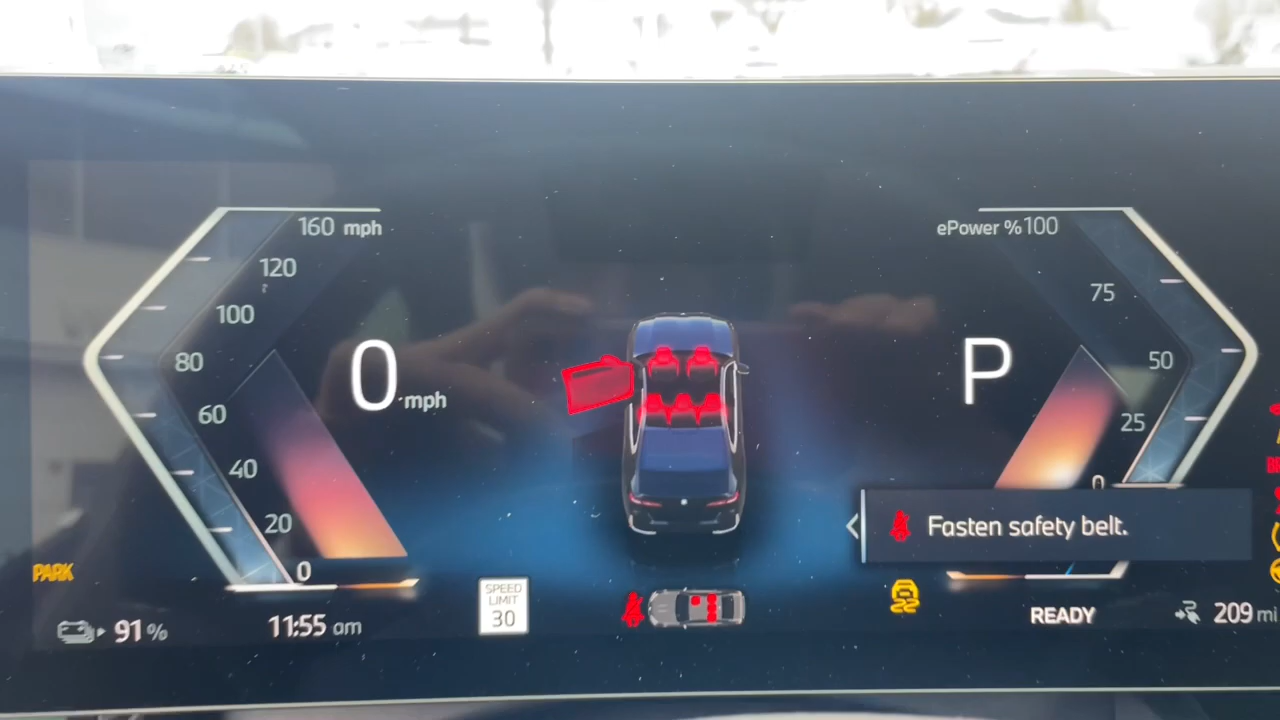 160 mph
120
100
80
60
40
20
0
0 mph
ePower %100
75
50
25
0
P
Fasten safety belt.
PARK
91 %
11:55 am
SPEED
LIMIT
30
READY
209 mi